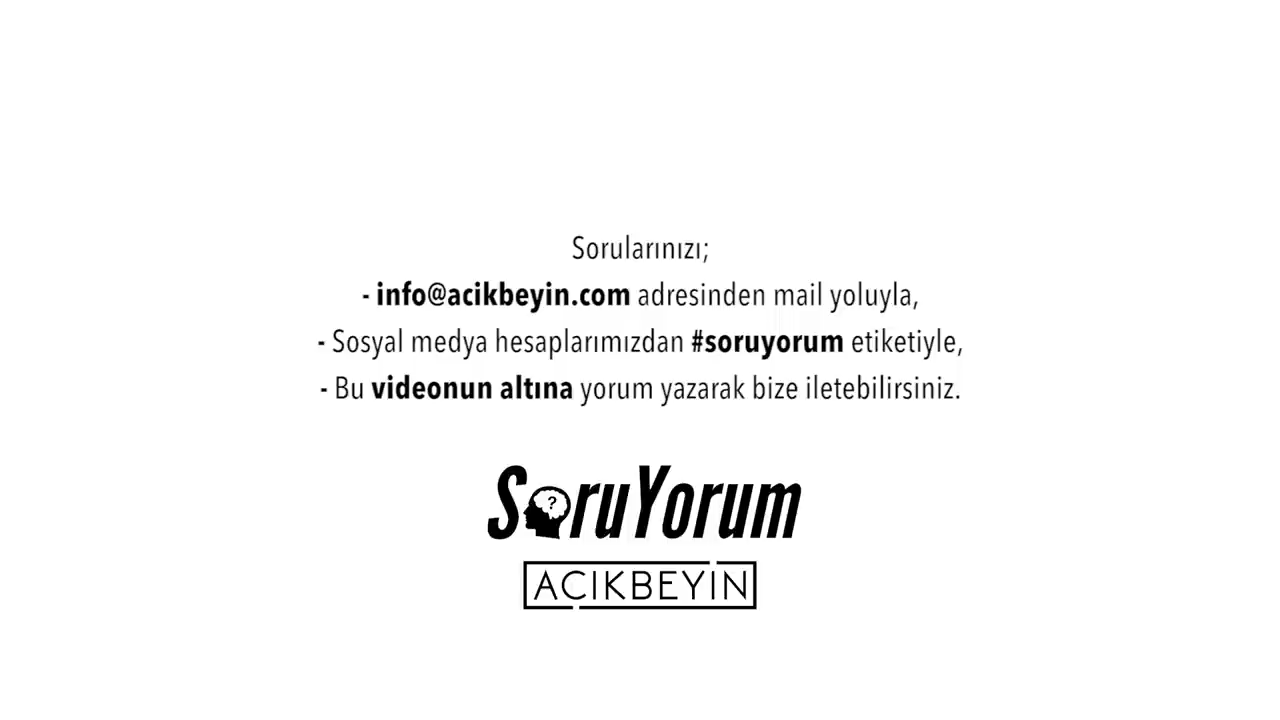 Sorularınızı;
- info@acikbeyin.com adresinden mail yoluyla,
- Sosyal medya hesaplarımızdan #soruyorum etiketiyle,
- Bu videonun altına yorum yazarak bize iletebilirsiniz.
SoruYorum
AÇIKBEYİN